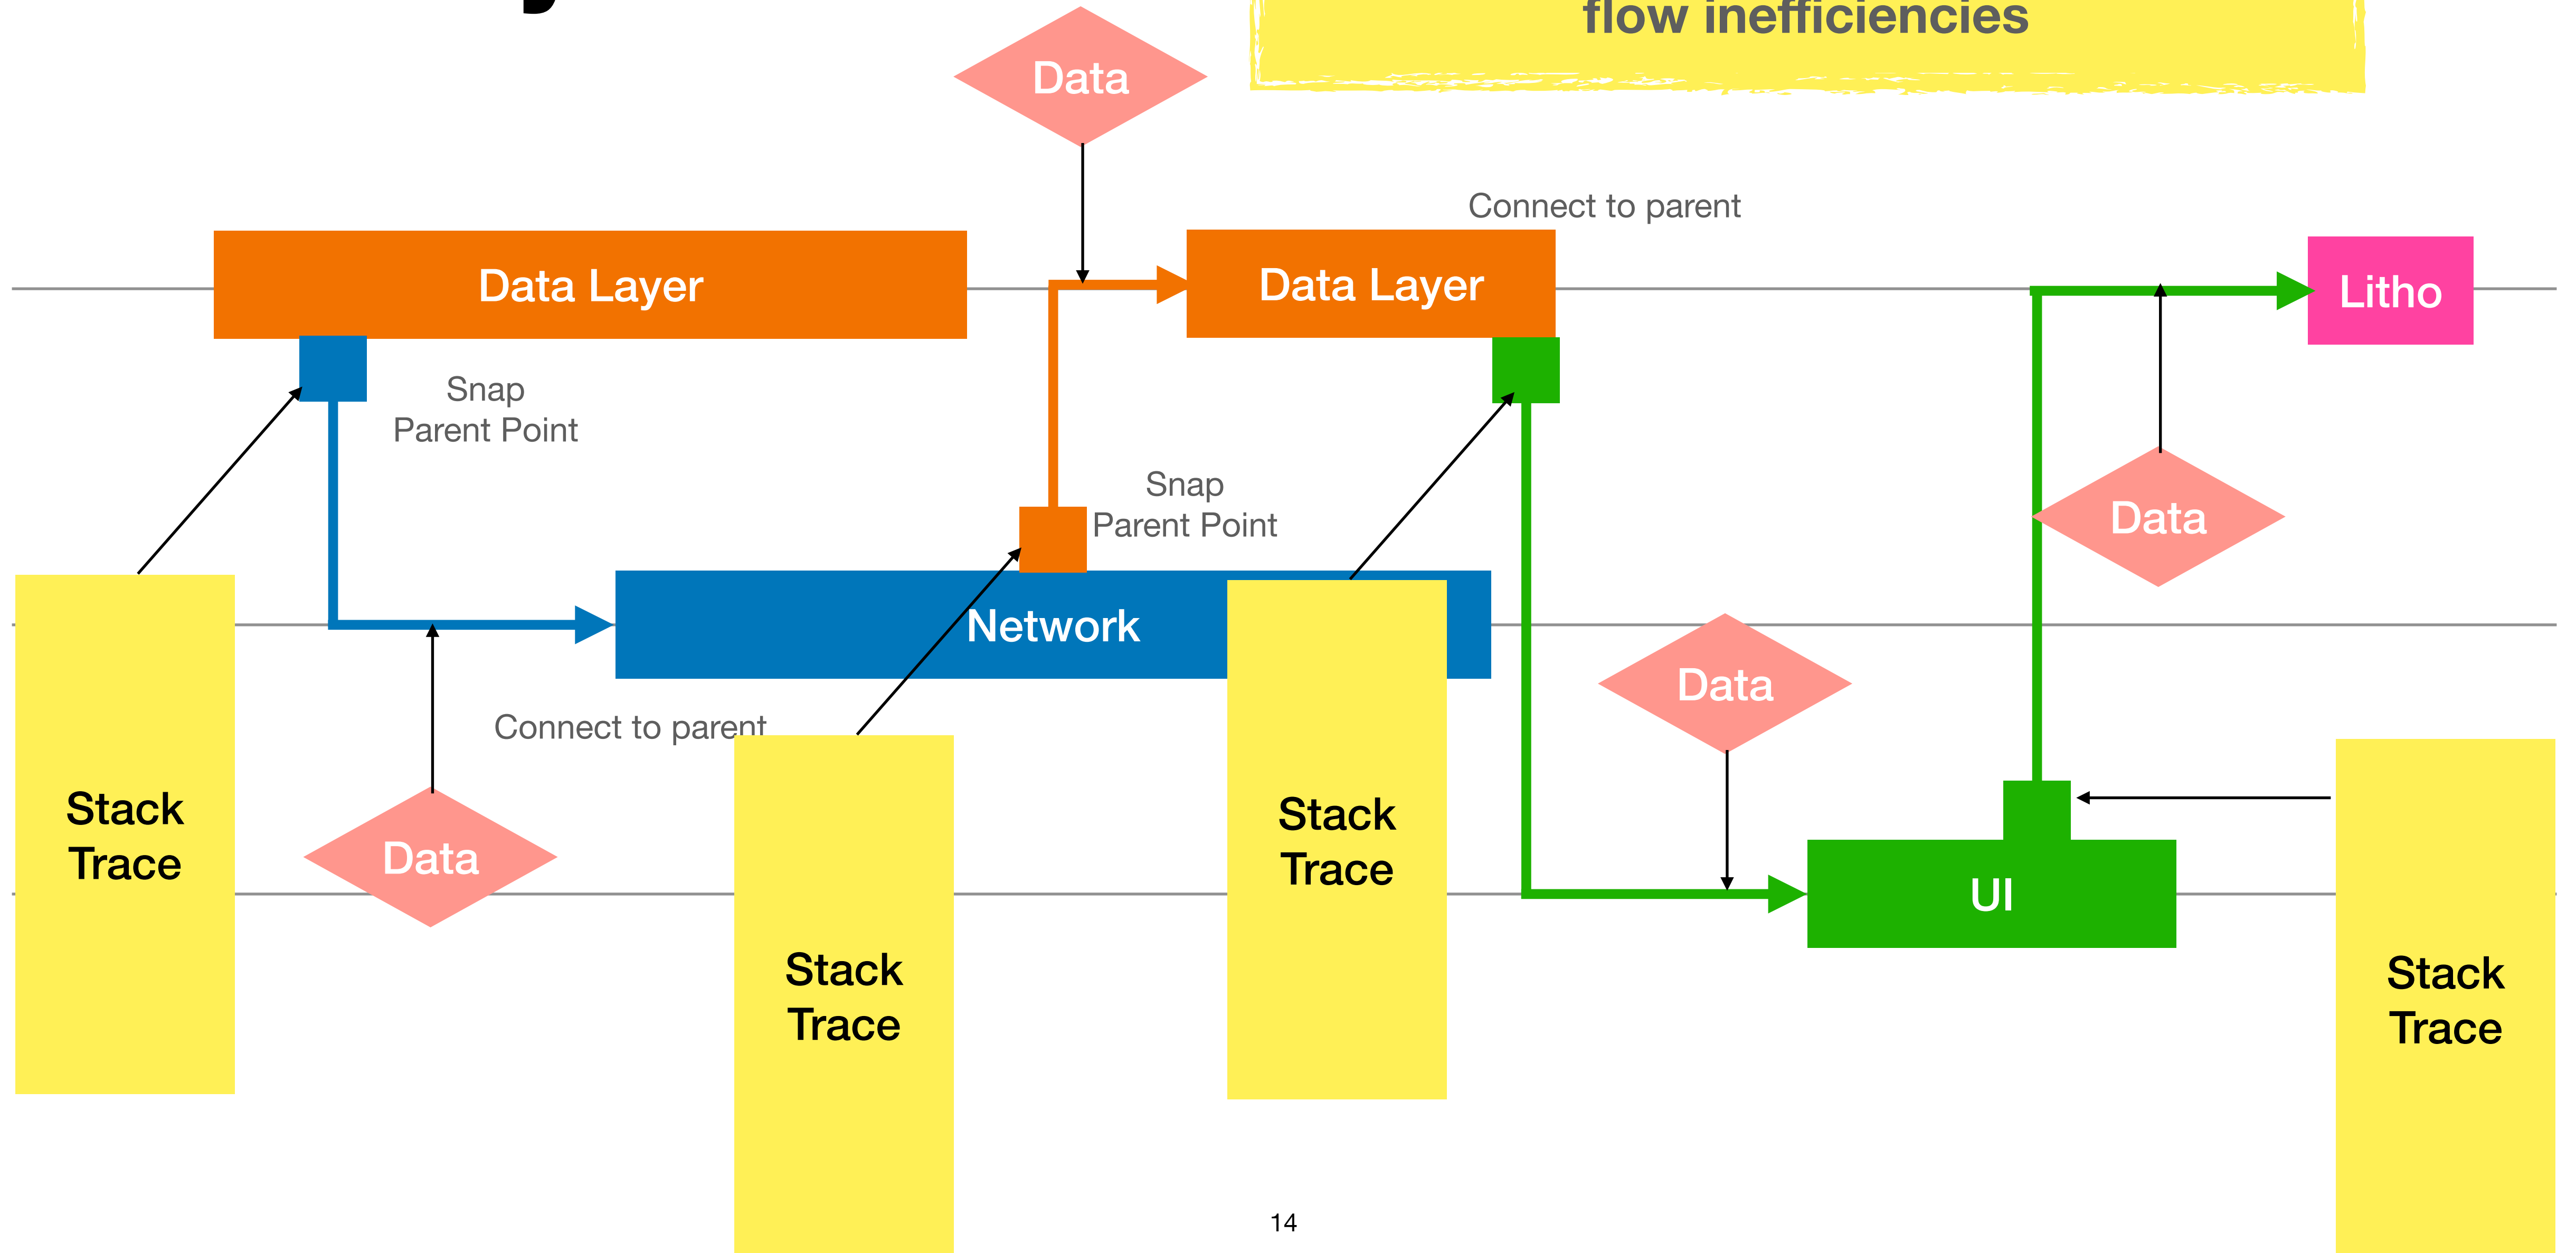 flow inefficiencies
Data
Connect to parent
Data Layer
Data Layer
Litho
Snap
Parent Point
Snap
Parent Point
Data
Network
Data
Connect to parent
Stack
Trace
Data
Stack
Trace
UI
Stack
Trace
Stack
Trace
14